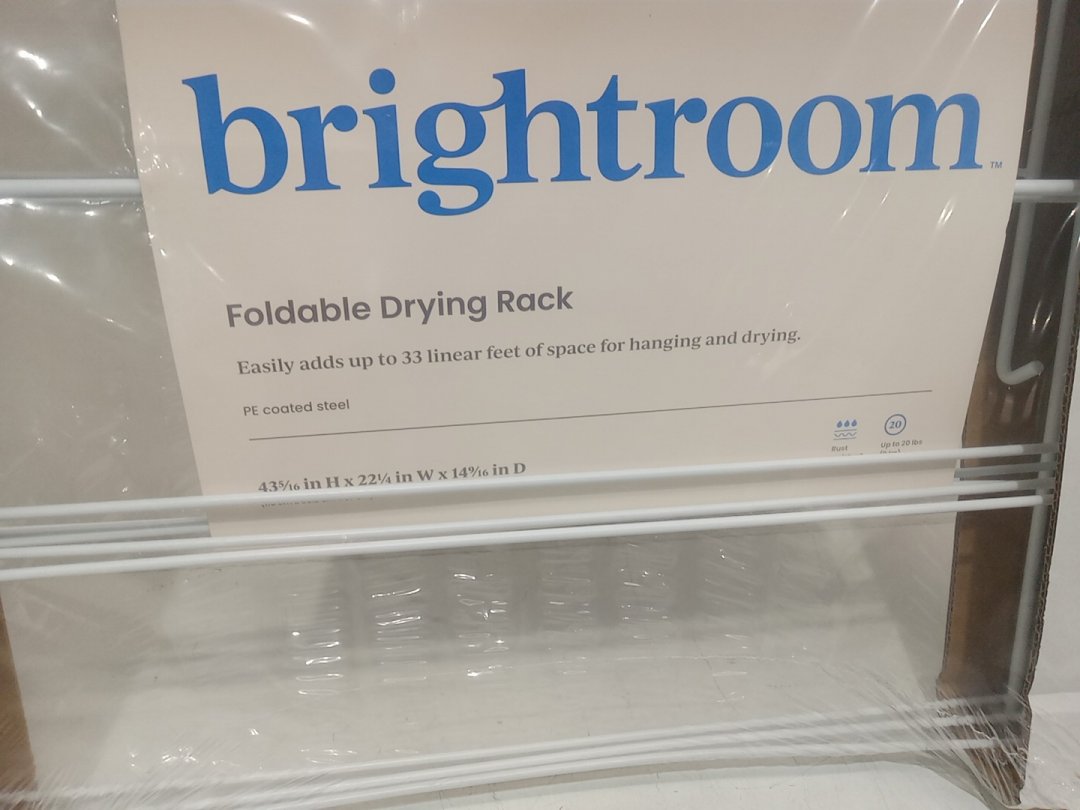 brightroom™
Foldable Drying Rack
Easily adds up to 33 linear feet of space for hanging and drying.
PE coated steel
20
Rust
Up to 20 lbs
43⁵⁄₁₆ in H x 22¹⁄₄ in W x 14⁹⁄₁₆ in D